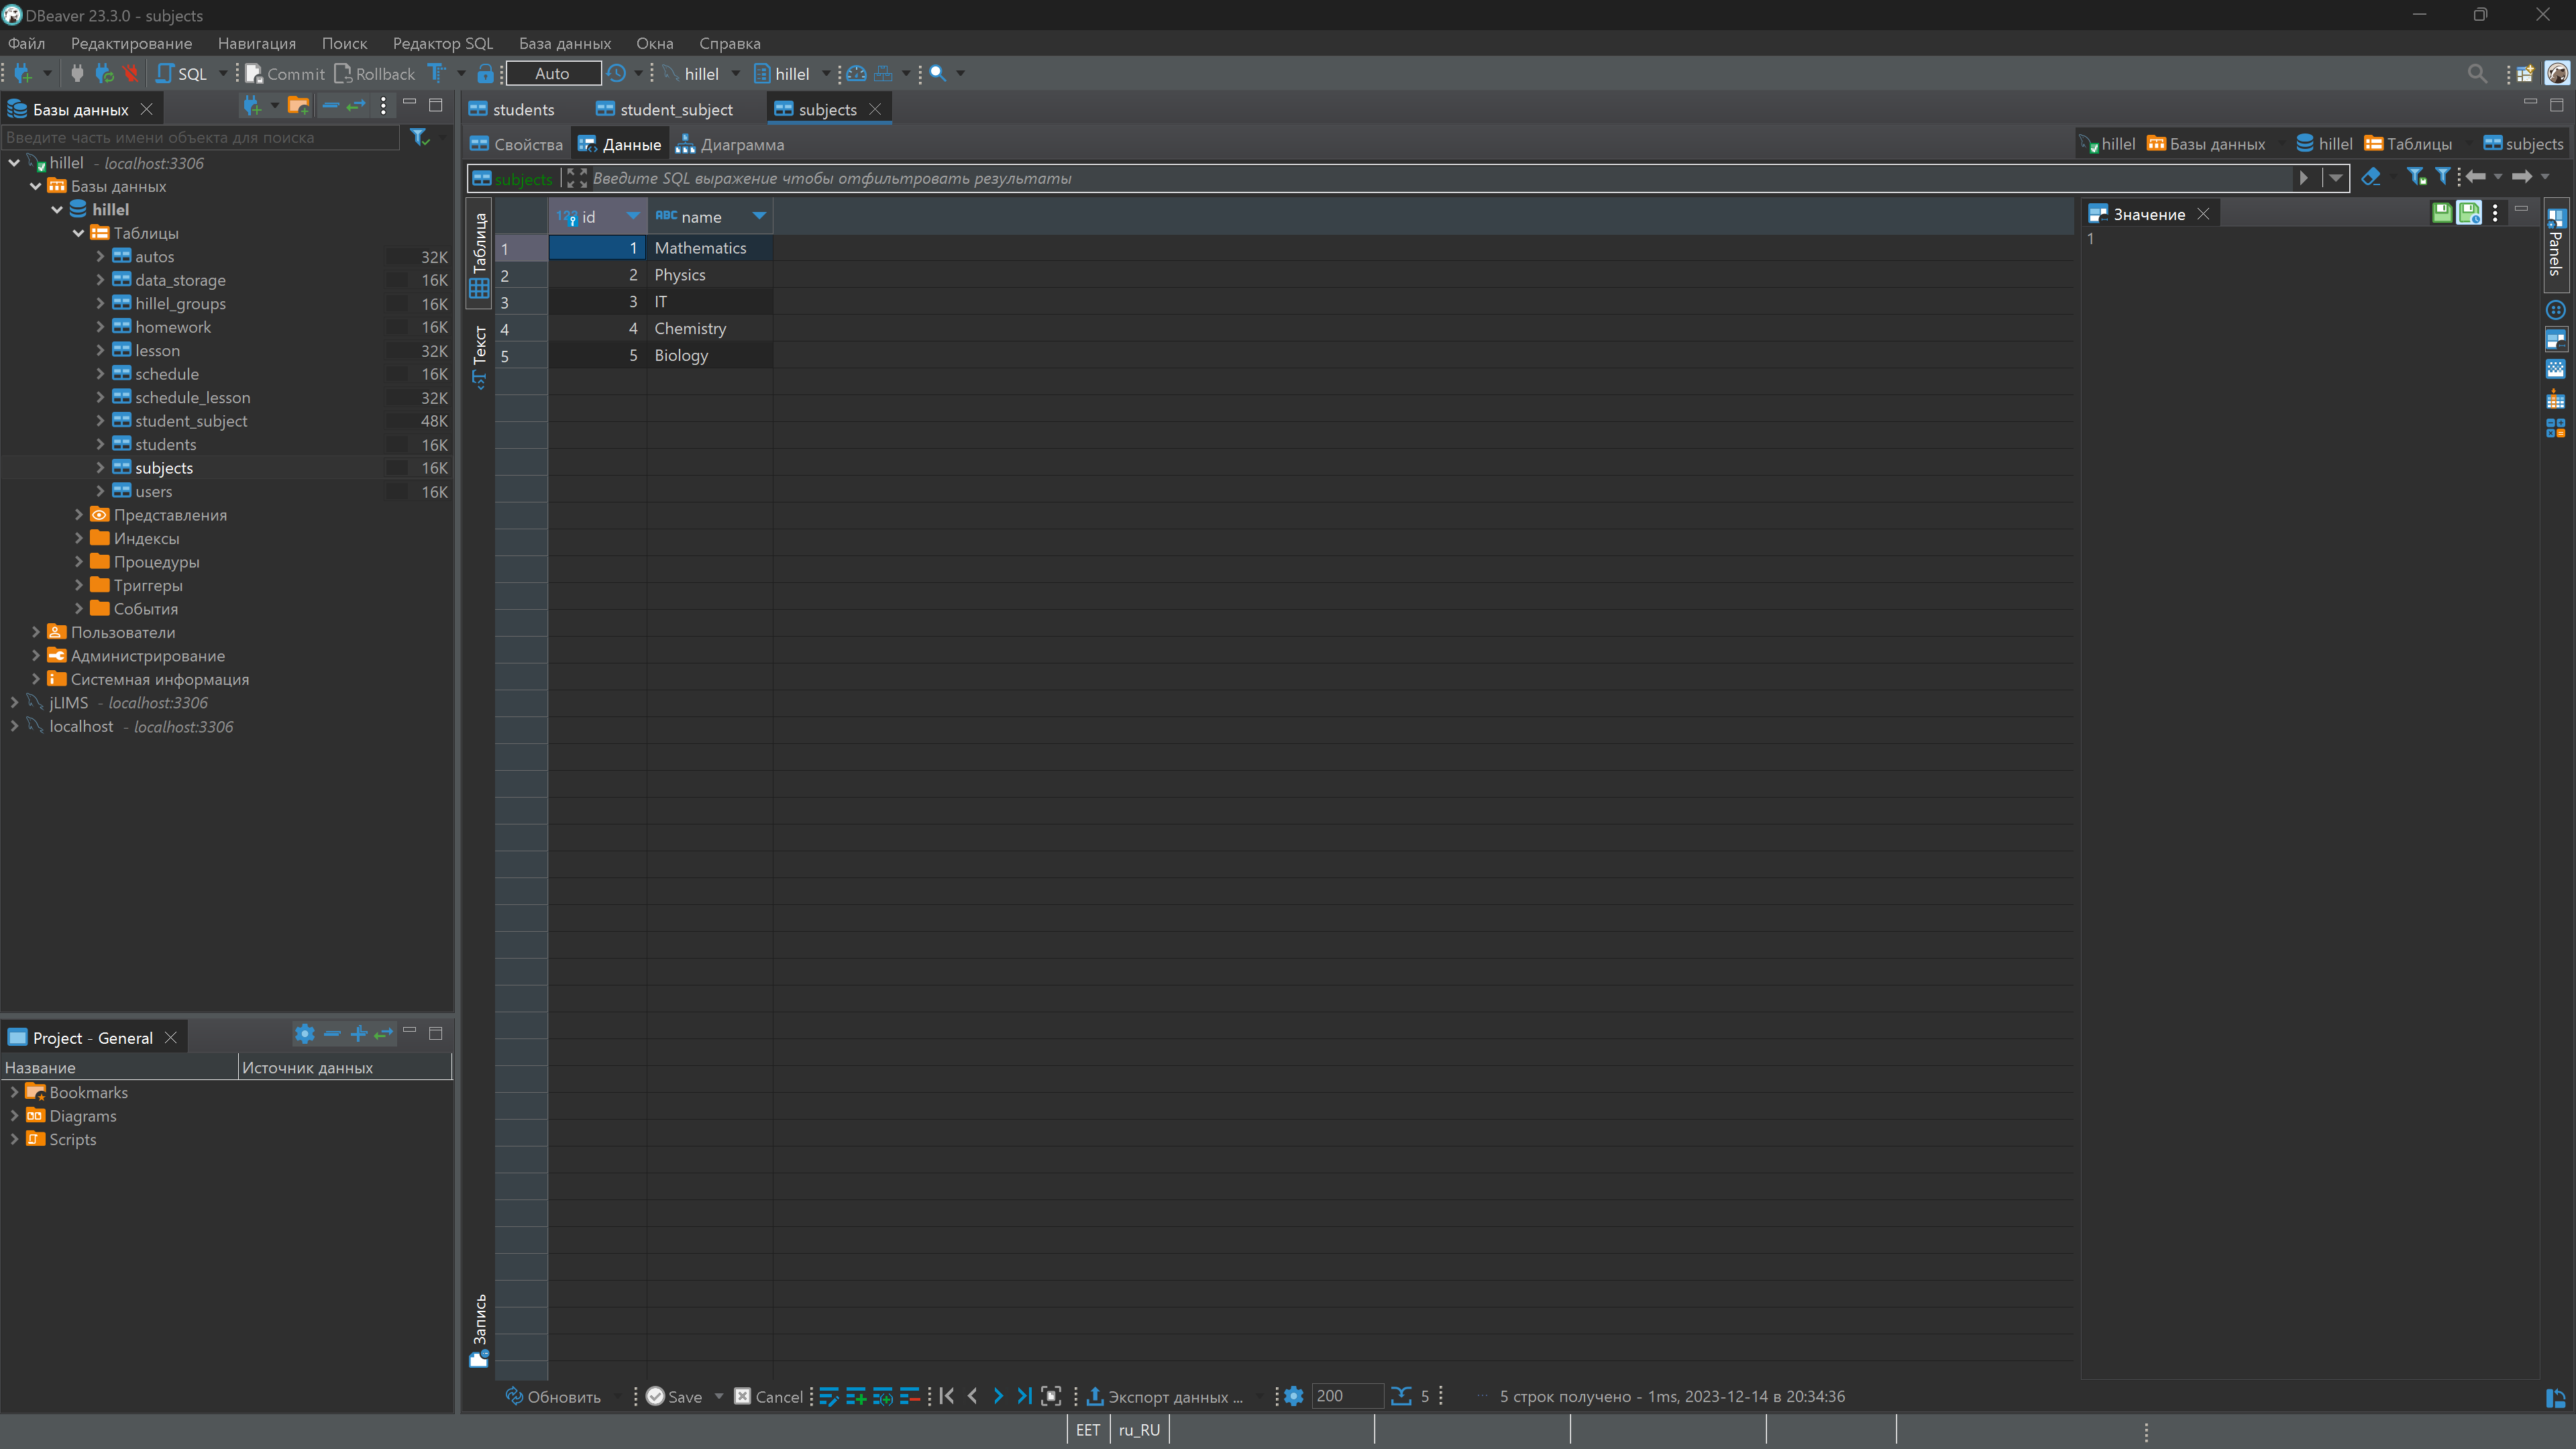 DBeaver 23.3.0 - subjects
Файл Редактирование Навигация Поиск Редактор SQL База данных Окна Справка
SQL Commit Rollback Auto hillel hillel
Базы данных
Введите часть имени объекта для поиска
hillel - localhost:3306
Базы данных
hillel
Таблицы
autos 32K
data_storage 16K
hillel_groups 16K
homework 16K
lesson 32K
schedule 16K
schedule_lesson 32K
student_subject 48K
students 16K
subjects 16K
users 16K
Представления
Индексы
Процедуры
Триггеры
События
Пользователи
Администрирование
Системная информация
jLIMS - localhost:3306
localhost - localhost:3306
Project - General
Название Источник данных
Bookmarks
Diagrams
Scripts
students student_subject subjects
Свойства Данные Диаграмма
hillel Базы данных hillel Таблицы subjects
subjects Введите SQL выражение чтобы отфильтровать результаты
Таблица
Текст
Запись
123 id ABC name
1 1 Mathematics
2 2 Physics
3 3 IT
4 4 Chemistry
5 5 Biology
Значение
1
Panels
Обновить Save Cancel Экспорт данных ... 200 5 5 строк получено - 1ms, 2023-12-14 в 20:34:36
EET ru_RU